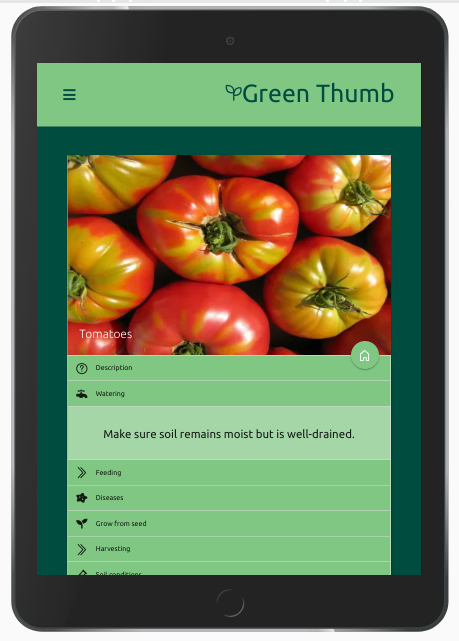 Green Thumb
Tomatoes
Description
Watering
Make sure soil remains moist but is well-drained.
Feeding
Diseases
Grow from seed
Harvesting
Soil conditions